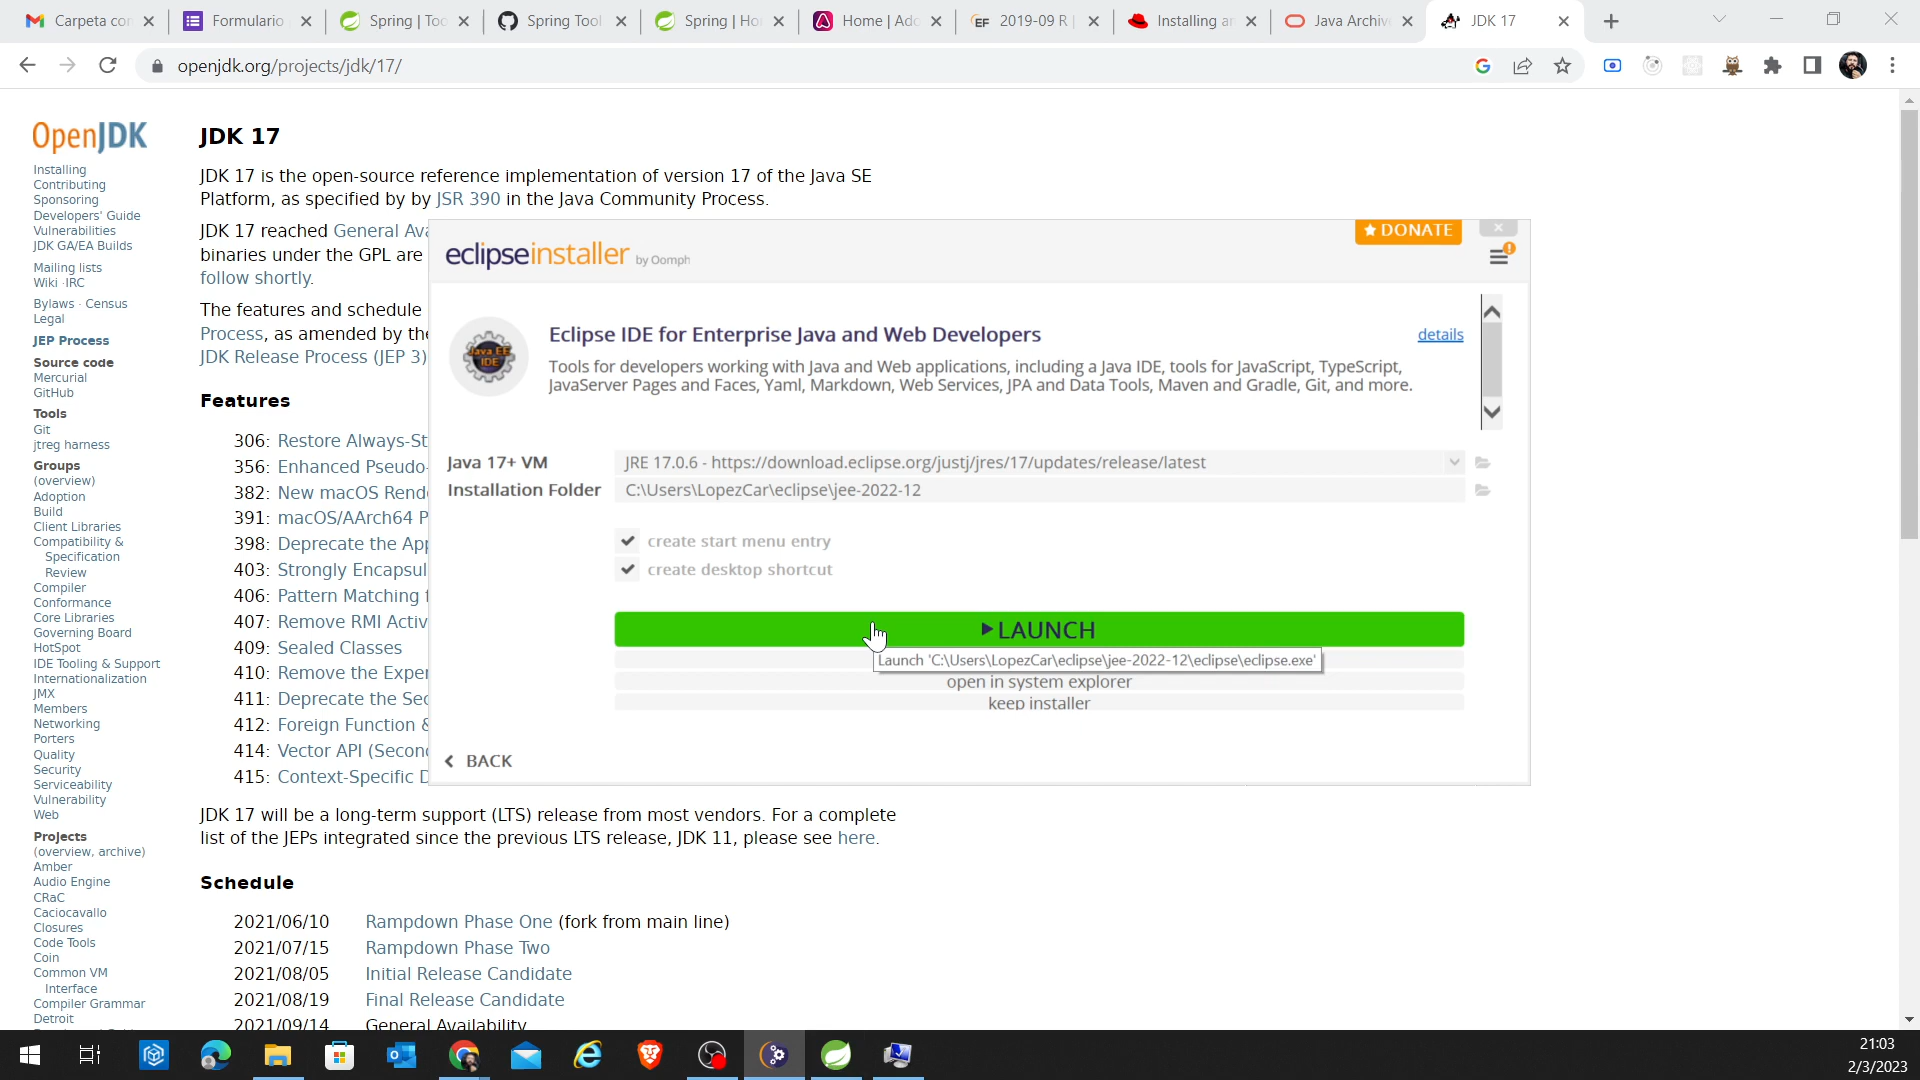 Carpeta con
Formulario
Spring | Too
Spring Tool
Spring | Ho
Home | Ado
2019-09 R |
Installing an
Java Archive
JDK 17
openjdk.org/projects/jdk/17/
OpenJDK
Installing
Contributing
Sponsoring
Developers' Guide
Vulnerabilities
JDK GA/EA Builds
Mailing lists
Wiki · IRC
Bylaws · Census
Legal
JEP Process
Source code
Mercurial
GitHub
Tools
Git
jtreg harness
Groups
(overview)
Adoption
Build
Client Libraries
Compatibility &
Specification
Review
Compiler
Conformance
Core Libraries
Governing Board
HotSpot
IDE Tooling & Support
Internationalization
JMX
Members
Networking
Porters
Quality
Security
Serviceability
Vulnerability
Web
Projects
(overview, archive)
Amber
Audio Engine
CRaC
Caciocavallo
Closures
Code Tools
Coin
Common VM
Interface
Compiler Grammar
Detroit
JDK 17
JDK 17 is the open-source reference implementation of version 17 of the Java SE
Platform, as specified by by JSR 390 in the Java Community Process.
JDK 17 reached General Ava
binaries under the GPL are
follow shortly.
The features and schedule
Process, as amended by the
JDK Release Process (JEP 3)
Features
306: Restore Always-St
356: Enhanced Pseudo-
382: New macOS Rend
391: macOS/AArch64 P
398: Deprecate the App
403: Strongly Encapsul
406: Pattern Matching f
407: Remove RMI Activ
409: Sealed Classes
410: Remove the Exper
411: Deprecate the Sec
412: Foreign Function &
414: Vector API (Second
415: Context-Specific D
JDK 17 will be a long-term support (LTS) release from most vendors. For a complete
list of the JEPs integrated since the previous LTS release, JDK 11, please see here.
Schedule
2021/06/10 Rampdown Phase One (fork from main line)
2021/07/15 Rampdown Phase Two
2021/08/05 Initial Release Candidate
2021/08/19 Final Release Candidate
2021/09/14 General Availability
★ DONATE
eclipseinstaller by Oomph
Java EE
IDE
Eclipse IDE for Enterprise Java and Web Developers
details
Tools for developers working with Java and Web applications, including a Java IDE, tools for JavaScript, TypeScript,
JavaServer Pages and Faces, Yaml, Markdown, Web Services, JPA and Data Tools, Maven and Gradle, Git, and more.
Java 17+ VM
JRE 17.0.6 - https://download.eclipse.org/justj/jres/17/updates/release/latest
Installation Folder
C:\Users\LopezCar\eclipse\jee-2022-12
create start menu entry
create desktop shortcut
LAUNCH
Launch 'C:\Users\LopezCar\eclipse\jee-2022-12\eclipse\eclipse.exe'
open in system explorer
keep installer
BACK
21:03
2/3/2023